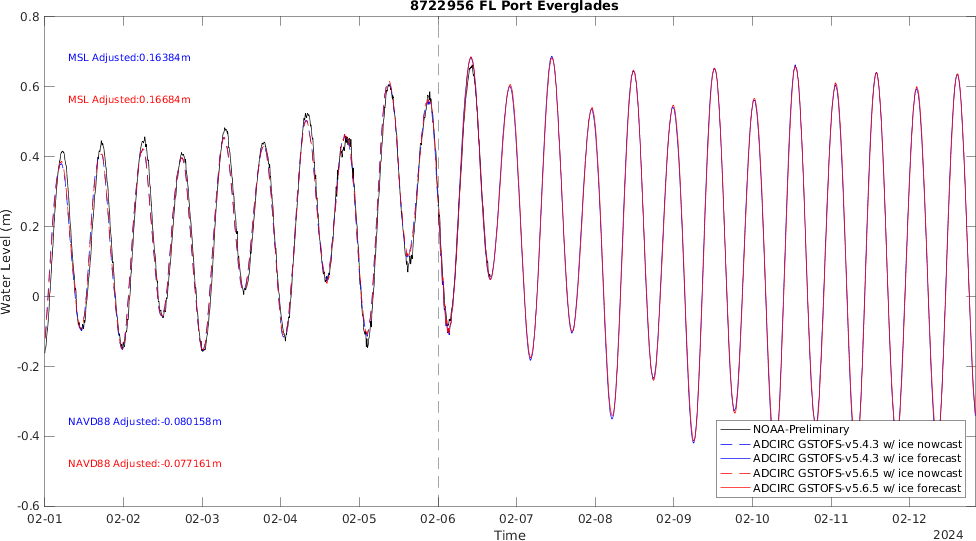 8722956 FL Port Everglades
0.8
0.6
0.4
0.2
0
-0.2
-0.4
-0.6
Water Level (m)
MSL Adjusted:0.16384m
MSL Adjusted:0.16684m
NAVD88 Adjusted:-0.080158m
NAVD88 Adjusted:-0.077161m
NOAA-Preliminary
ADCIRC GSTOFS-v5.4.3 w/ ice nowcast
ADCIRC GSTOFS-v5.4.3 w/ ice forecast
ADCIRC GSTOFS-v5.6.5 w/ ice nowcast
ADCIRC GSTOFS-v5.6.5 w/ ice forecast
02-01 02-02 02-03 02-04 02-05 02-06 02-07 02-08 02-09 02-10 02-11 02-12
Time
2024